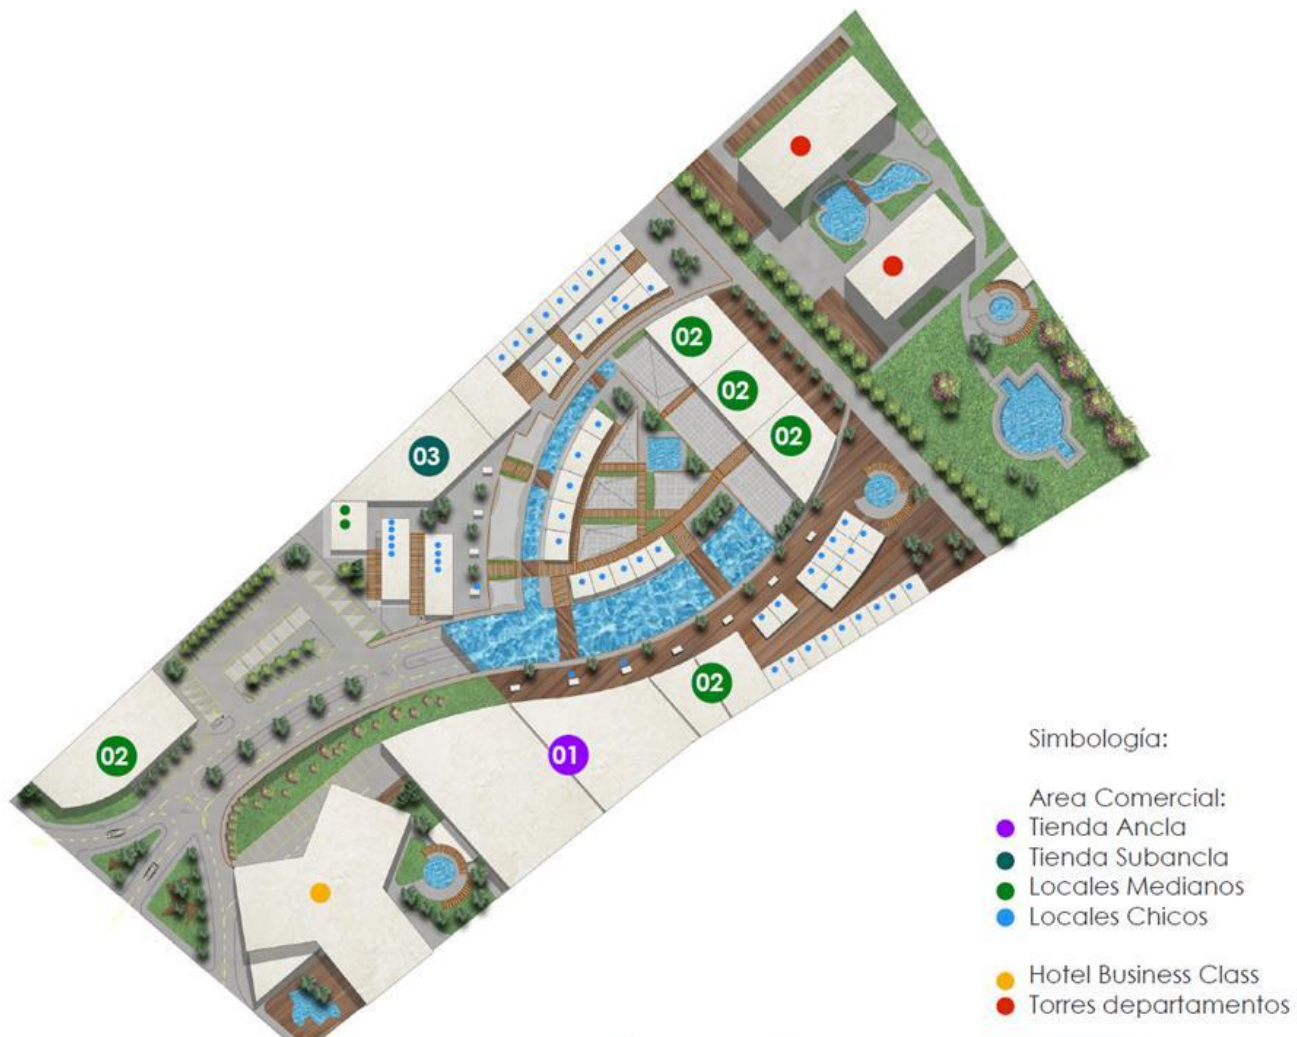 02
02
02
03
02
01
02
Simbología:
Area Comercial:
Tienda Ancla
Tienda Subancla
Locales Medianos
Locales Chicos
Hotel Business Class
Torres departamentos